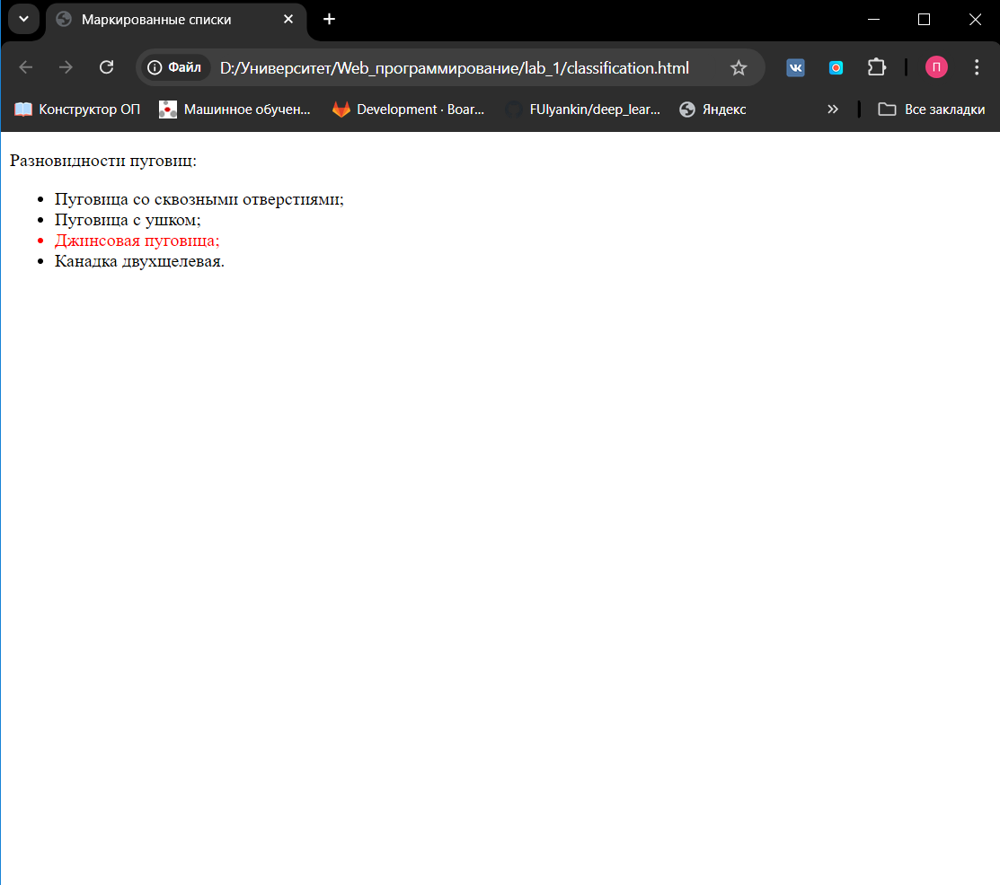 Маркированные списки
Файл D:/Университет/Web_программирование/lab_1/classification.html П
Конструктор ОП Машинное обучен... Development · Boar... FUlyankin/deep_lear... Яндекс » Все закладки
Разновидности пуговиц:
• Пуговица со сквозными отверстиями;
• Пуговица с ушком;
• Джинсовая пуговица;
• Канадка двухщелевая.